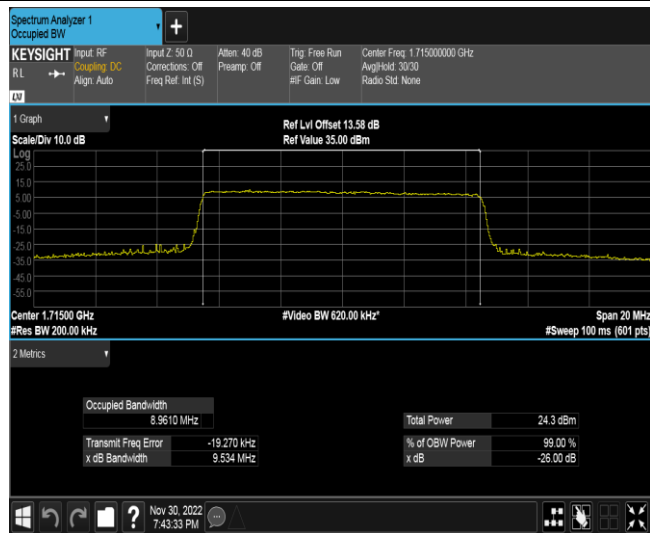 Spectrum Analyzer 1
Occupied BW
+
KEYSIGHT
RL
LXI
Input: RF
Coupling: DC
Align: Auto
Input Z: 50 Ω
Corrections: Off
Freq Ref: Int (S)
Atten: 40 dB
Preamp: Off
Trig: Free Run
Gate: Off
#IF Gain: Low
Center Freq: 1.715000000 GHz
Avg|Hold: 30/30
Radio Std: None
1 Graph
Scale/Div 10.0 dB
Ref Lvl Offset 13.58 dB
Ref Value 35.00 dBm
Log
25.0
15.0
5.00
-5.00
-15.0
-25.0
-35.0
-45.0
-55.0
Center 1.71500 GHz
#Video BW 620.00 kHz*
Span 20 MHz
#Res BW 200.00 kHz
#Sweep 100 ms (601 pts)
2 Metrics
Occupied Bandwidth
8.9610 MHz
Total Power 24.3 dBm
Transmit Freq Error -19.270 kHz
% of OBW Power 99.00 %
x dB Bandwidth 9.534 MHz
x dB -26.00 dB
?
Nov 30, 2022
7:43:33 PM